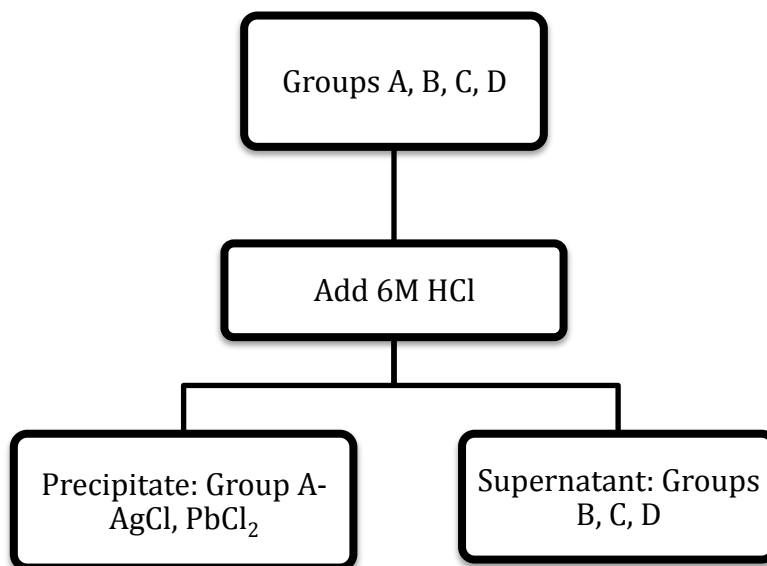 Groups A, B, C, D
Add 6M HCl
Precipitate: Group A-
AgCl, PbCl₂
Supernatant: Groups
B, C, D